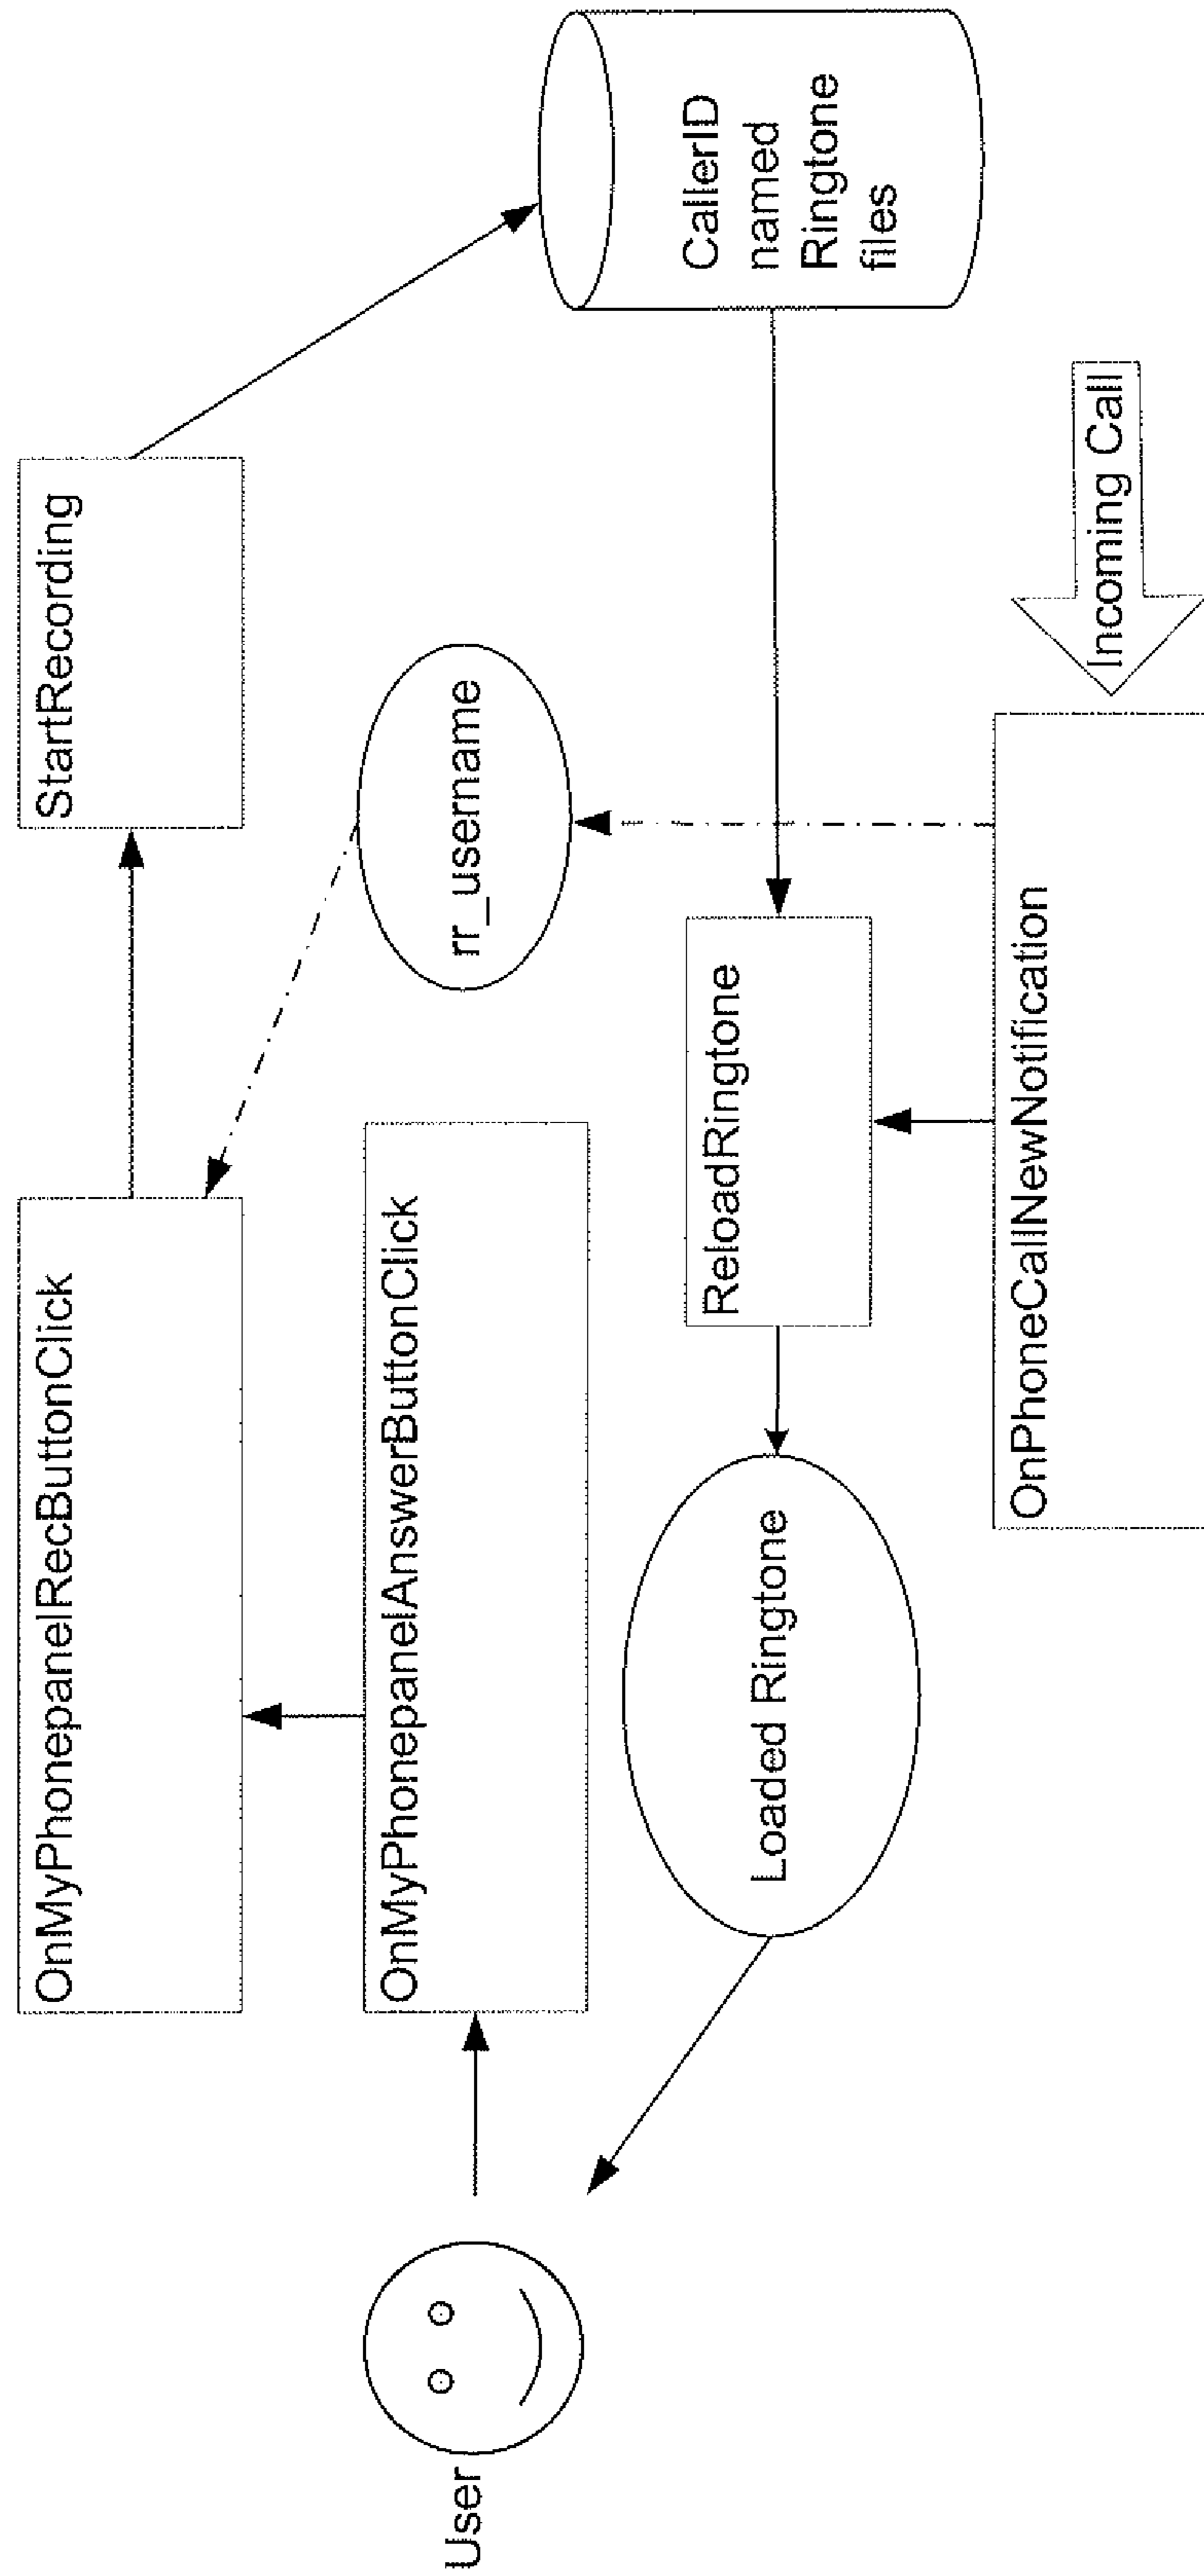 OnMyPhonepanelRecButtonClick
StartRecording
User
OnMyPhonepanelAnswerButtonClick
rr_username
CallerID
named
Ringtone
files
Loaded Ringtone
ReloadRingtone
OnPhoneCallNewNotification
Incoming Call